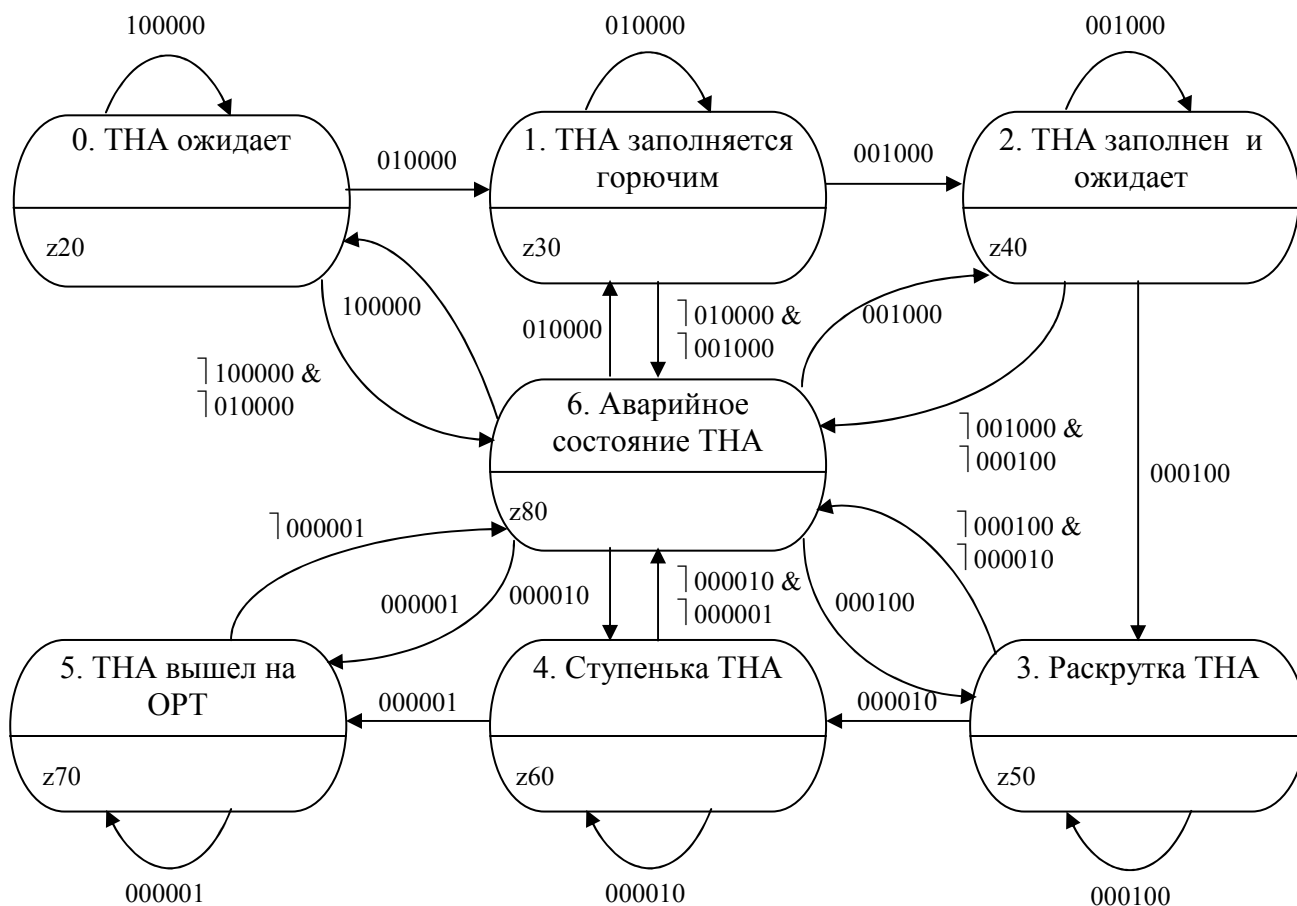 100000
010000
001000
0. ТНА ожидает
z20
010000
1. ТНА заполняется
горючим
z30
001000
2. ТНА заполнен и
ожидает
z40
100000
⏋100000 &
⏋010000
010000
⏋010000 &
⏋001000
001000
⏋001000 &
⏋000100
000100
6. Аварийное
состояние ТНА
z80
⏋000001
000001
000010
⏋000010 &
⏋000001
000100
⏋000100 &
⏋000010
5. ТНА вышел на
ОРТ
z70
000001
4. Ступенька ТНА
z60
000010
3. Раскрутка ТНА
z50
000001
000010
000100